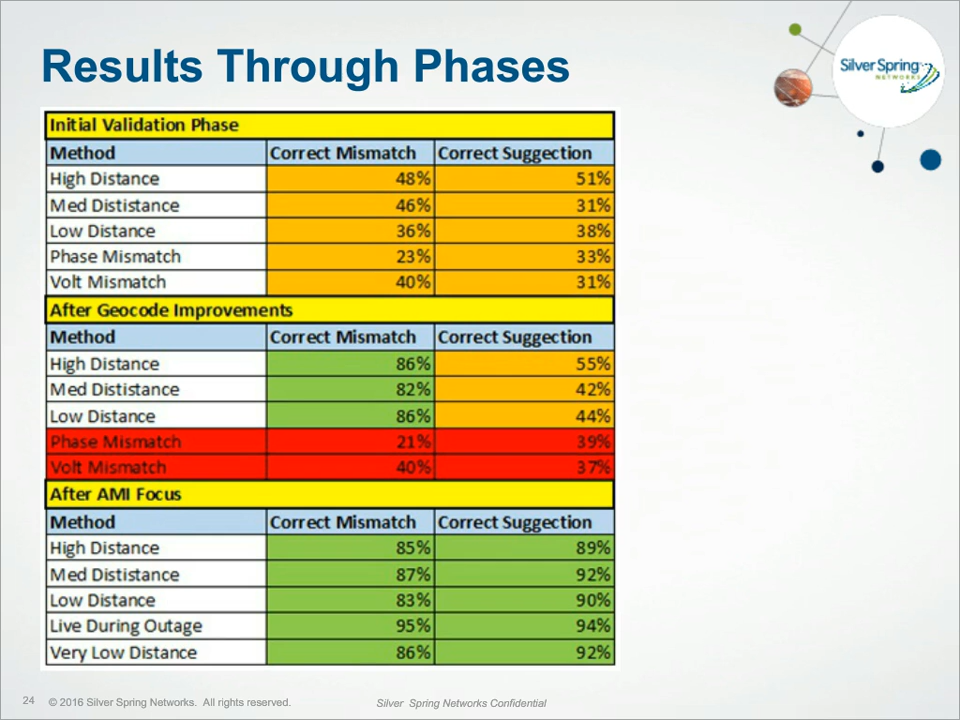 Results Through Phases
Silver Spring
NETWORKS
Initial Validation Phase
Method Correct Mismatch Correct Suggection
High Distance 48% 51%
Med Dististance 46% 31%
Low Distance 36% 38%
Phase Mismatch 23% 33%
Volt Mismatch 40% 31%
After Geocode Improvements
Method Correct Mismatch Correct Suggection
High Distance 86% 55%
Med Dististance 82% 42%
Low Distance 86% 44%
Phase Mismatch 21% 39%
Volt Mismatch 40% 37%
After AMI Focus
Method Correct Mismatch Correct Suggection
High Distance 85% 89%
Med Dististance 87% 92%
Low Distance 83% 90%
Live During Outage 95% 94%
Very Low Distance 86% 92%
24 © 2016 Silver Spring Networks. All rights reserved. Silver Spring Networks Confidential